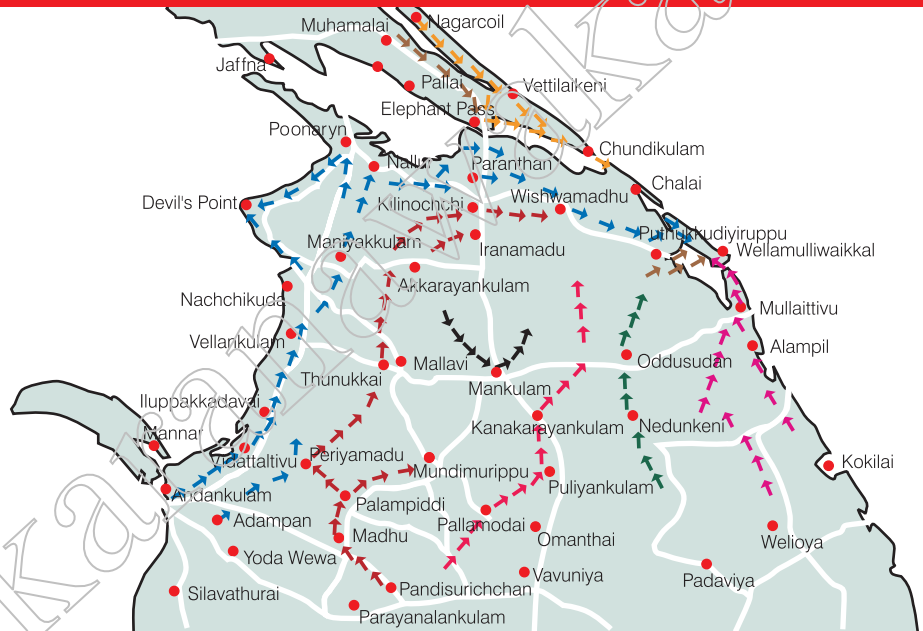 Nagarcoil
Muhamalai
Jaffna
Pallai
Vettilaikeni
Elephant Pass
Poonaryn
Chundikulam
Nallur
Paranthan
Chalai
Devil's Point
Kilinochchi
Wishwamadhu
Puthukkudiyiruppu
Maniyakkulam
Iranamadu
Wellamulliwaikkal
Akkarayankulam
Nachchikuda
Mullaittivu
Vellankulam
Alampil
Mallavi
Oddusudan
Thunukkai
Mankulam
Iluppakkadavai
Kanakarayankulam
Nedunkeni
Mannar
Vidattaltivu
Periyamadu
Mundimurippu
Kokilai
Andankulam
Puliyankulam
Palampiddi
Adampan
Pallamodai
Madhu
Omanthai
Welioya
Yoda Wewa
Vavuniya
Padaviya
Silavathurai
Pandisurichchan
Parayanalankulam